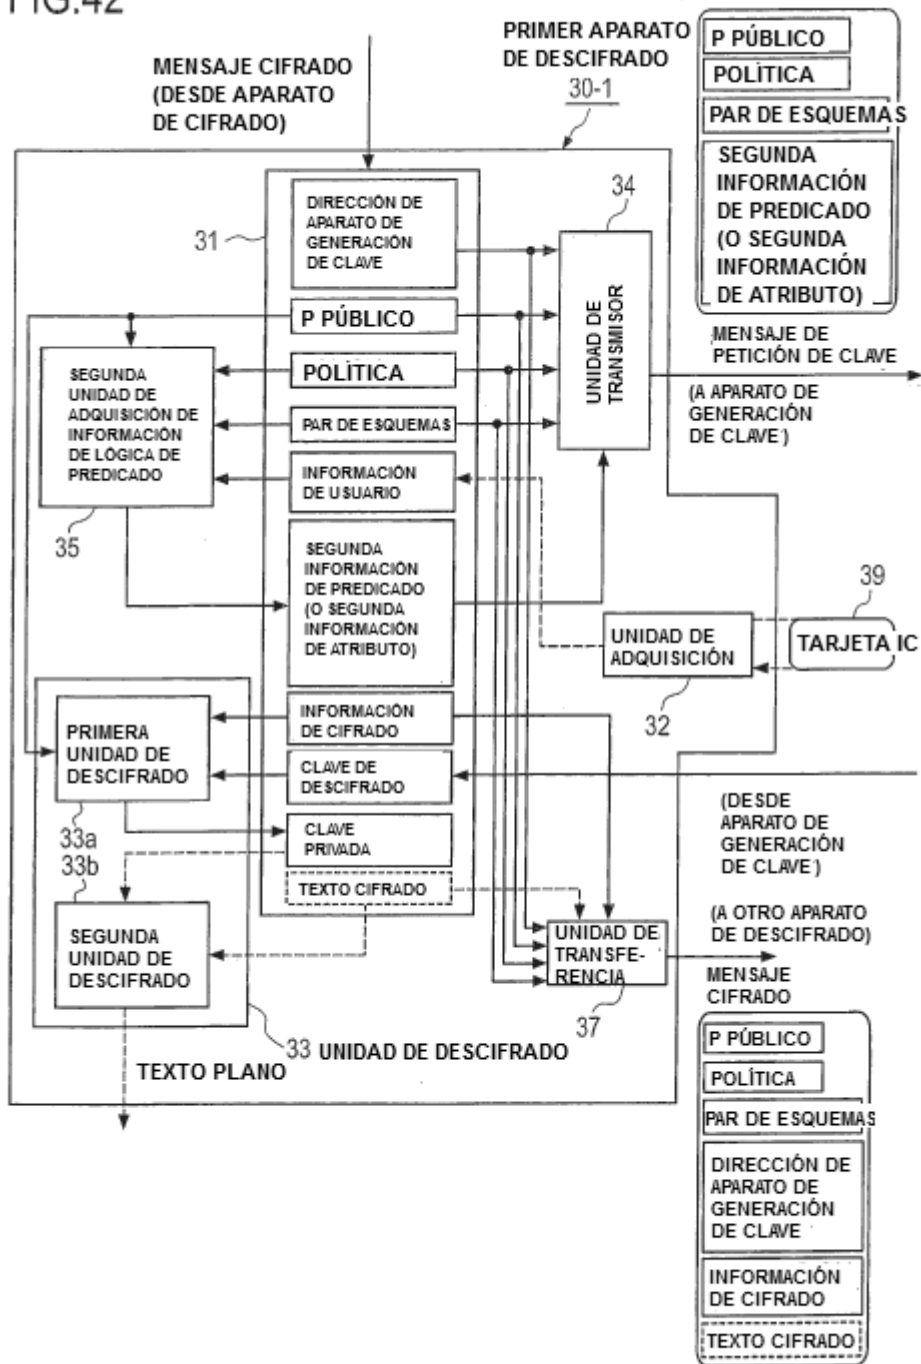 FIG.42
MENSAJE CIFRADO
(DESDE APARATO
DE CIFRADO)
PRIMER APARATO
DE DESCIFRADO
30-1
P PÚBLICO
POLÌTICA
PAR DE ESQUEMAS
SEGUNDA
INFORMACIÓN
DE PREDICADO
(O SEGUNDA
INFORMACIÓN
DE ATRIBUTO)
MENSAJE DE
PETICIÓN DE CLAVE
(A APARATO DE
GENERACIÓN
DE CLAVE)
31
DIRECCIÓN DE
APARATO DE
GENERACIÓN
DE CLAVE
P PÚBLICO
POLÌTICA
PAR DE ESQUEMAS
INFORMACIÓN
DE USUARIO
SEGUNDA
INFORMACIÓN
DE PREDICADO
(O SEGUNDA
INFORMACIÓN
DE ATRIBUTO)
INFORMACIÓN
DE CIFRADO
CLAVE DE
DESCIFRADO
CLAVE
PRIVADA
TEXTO CIFRADO
34
UNIDAD DE
TRANSMISOR
SEGUNDA
UNIDAD DE
ADQUISICIÓN DE
INFORMACIÓN
DE LÓGICA DE
PREDICADO
35
39
TARJETA IC
UNIDAD DE
ADQUISICIÓN
32
PRIMERA
UNIDAD DE
DESCIFRADO
33a
33b
SEGUNDA
UNIDAD DE
DESCIFRADO
33 UNIDAD DE DESCIFRADO
TEXTO PLANO
(DESDE
APARATO DE
GENERACIÓN
DE CLAVE)
UNIDAD DE
TRANSFE-
RENCIA
37
(A OTRO APARATO
DE DESCIFRADO)
MENSAJE
CIFRADO
P PÚBLICO
POLÍTICA
PAR DE ESQUEMAS
DIRECCIÓN DE
APARATO DE
GENERACIÓN
DE CLAVE
INFORMACIÓN
DE CIFRADO
TEXTO CIFRADO